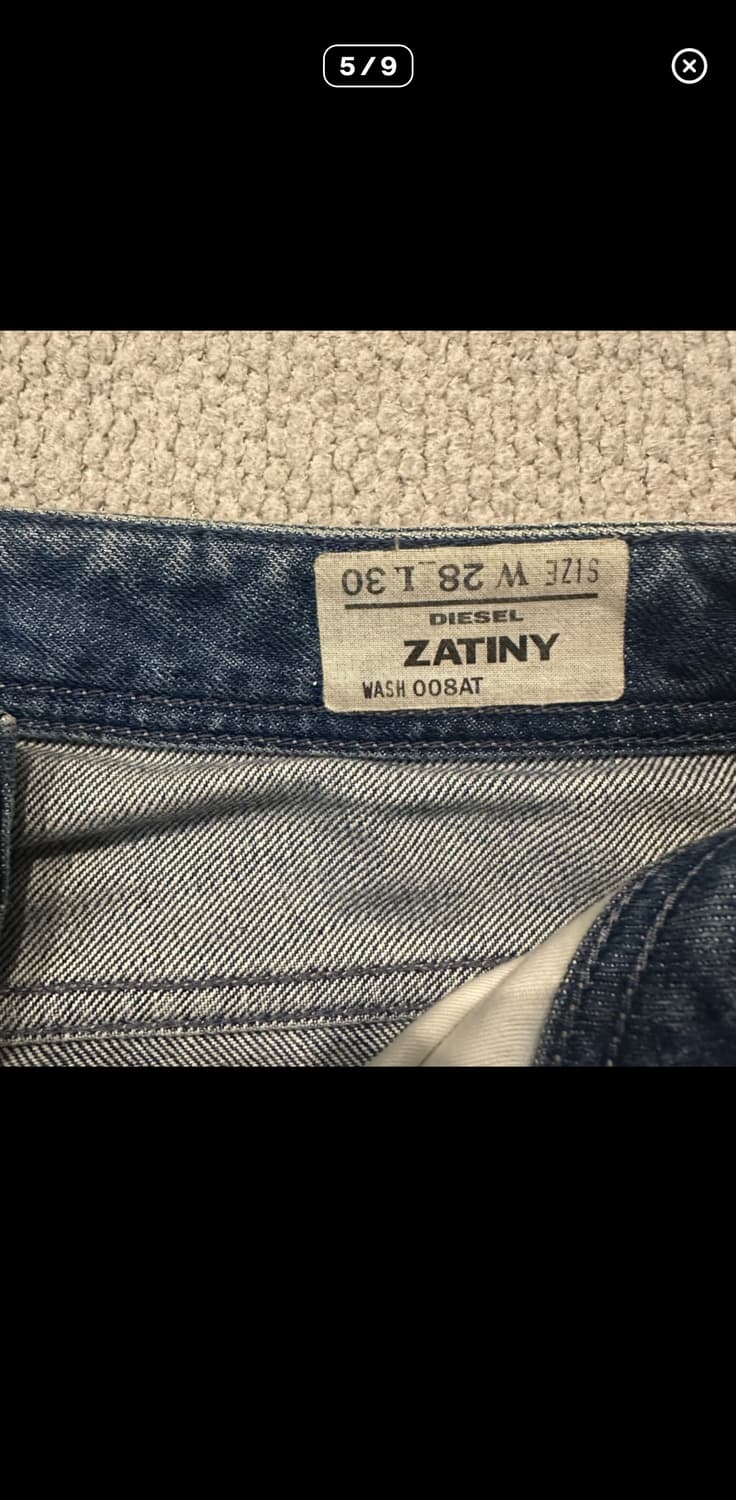 5/9
SIZE W 28 L 30
DIESEL
ZATINY
WASH 008AT